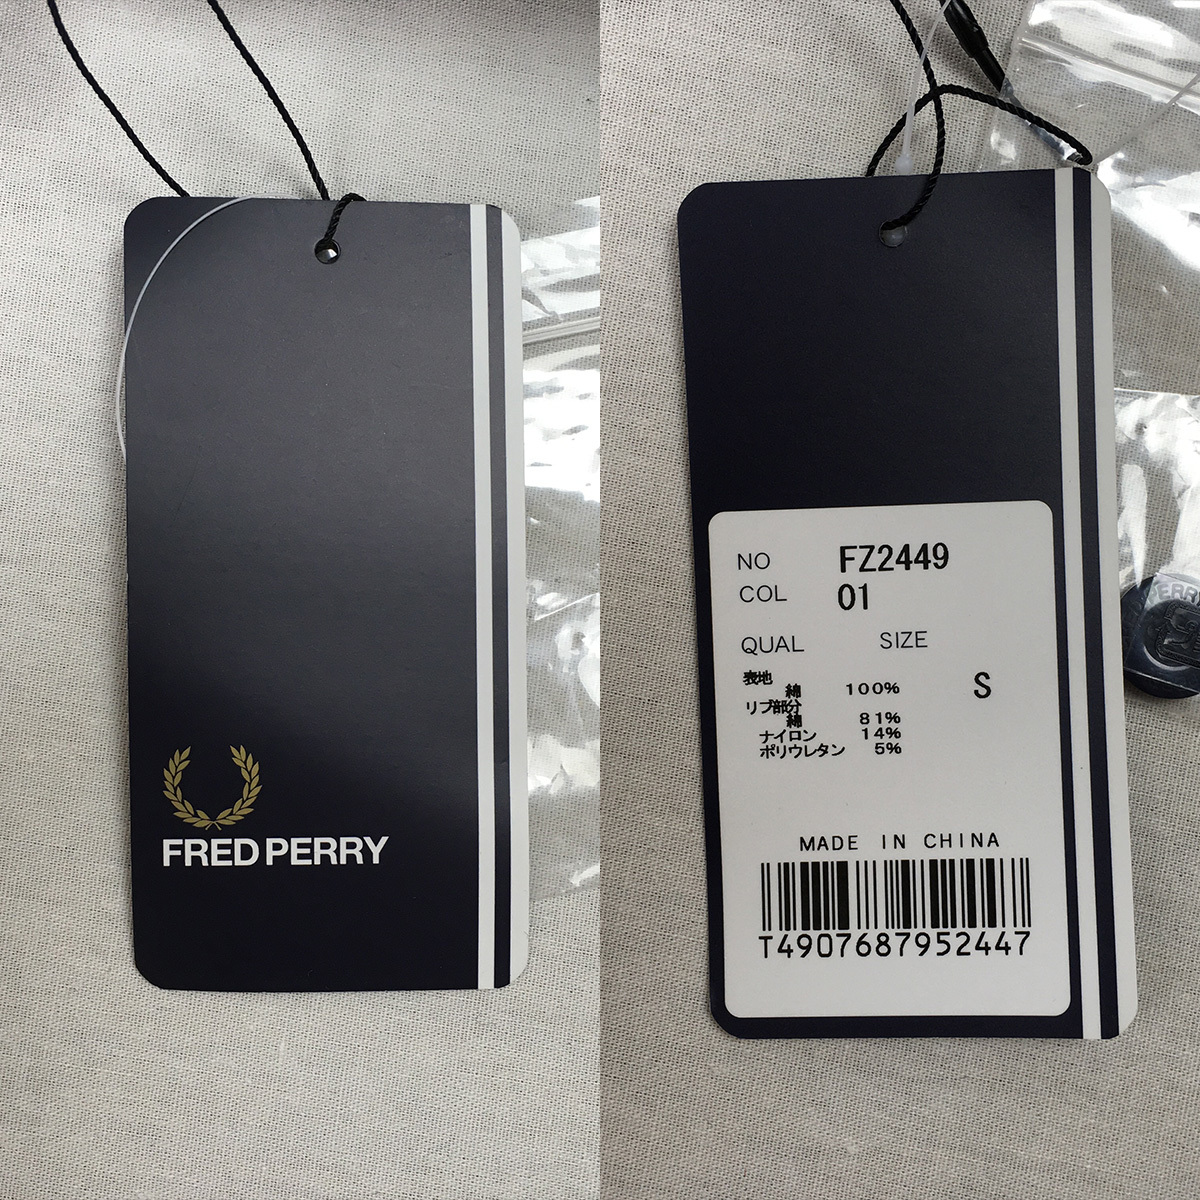 FRED PERRY
NO FZ2449
COL 01
QUAL SIZE
表地
綿 100% S
リブ部分
綿 81%
ナイロン 14%
ポリウレタン 5%
MADE IN CHINA
T4907687952447